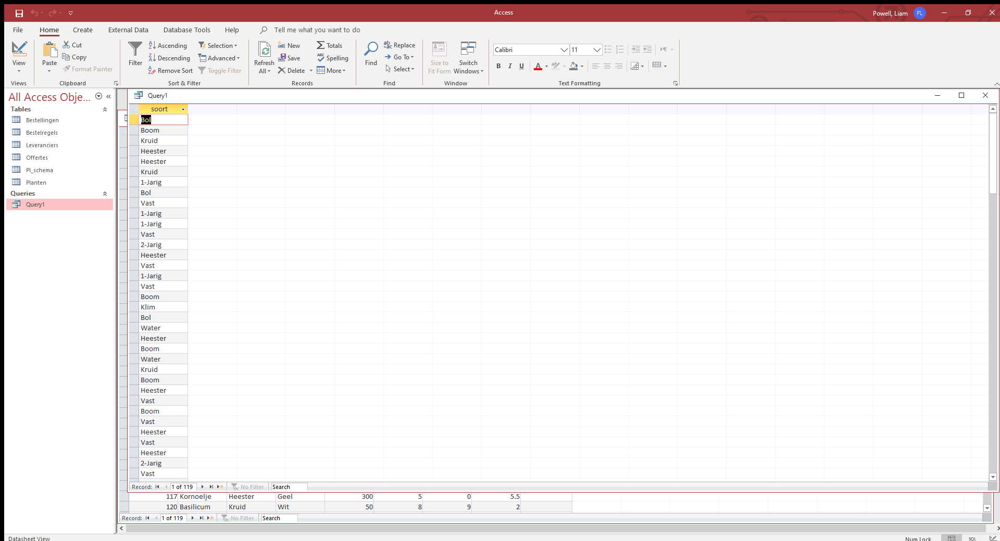 Access
Powell, Liam PL
File Home Create External Data Database Tools Help Tell me what you want to do
View
Views
Paste
Cut
Copy
Format Painter
Clipboard
Filter
Ascending
Descending
Remove Sort
Selection
Advanced
Toggle Filter
Sort & Filter
Refresh
All
New
Save
Delete
Totals
Spelling
More
Records
Find
Replace
Go To
Select
Find
Size to
Fit Form
Switch
Windows
Window
Calibri 11
B I U A
Text Formatting
All Access Obje...
Tables
Bestellingen
Bestelregels
Leveranciers
Offertes
Pl_schema
Planten
Queries
Query1
Query1
soort
Bol
Boom
Kruid
Heester
Heester
Kruid
1-Jarig
Bol
Vast
1-Jarig
1-Jarig
Vast
2-Jarig
Heester
Vast
1-Jarig
Vast
Boom
Klim
Bol
Water
Heester
Boom
Water
Kruid
Boom
Heester
Vast
Boom
Vast
Heester
Vast
Heester
2-Jarig
Vast
Record: 1 of 119 No Filter Search
117 Kornoelje Heester Geel 300 5 0 5.5
120 Basilicum Kruid Wit 50 8 9 2
Record: 1 of 119 No Filter Search
Datasheet View Num Lock SQL